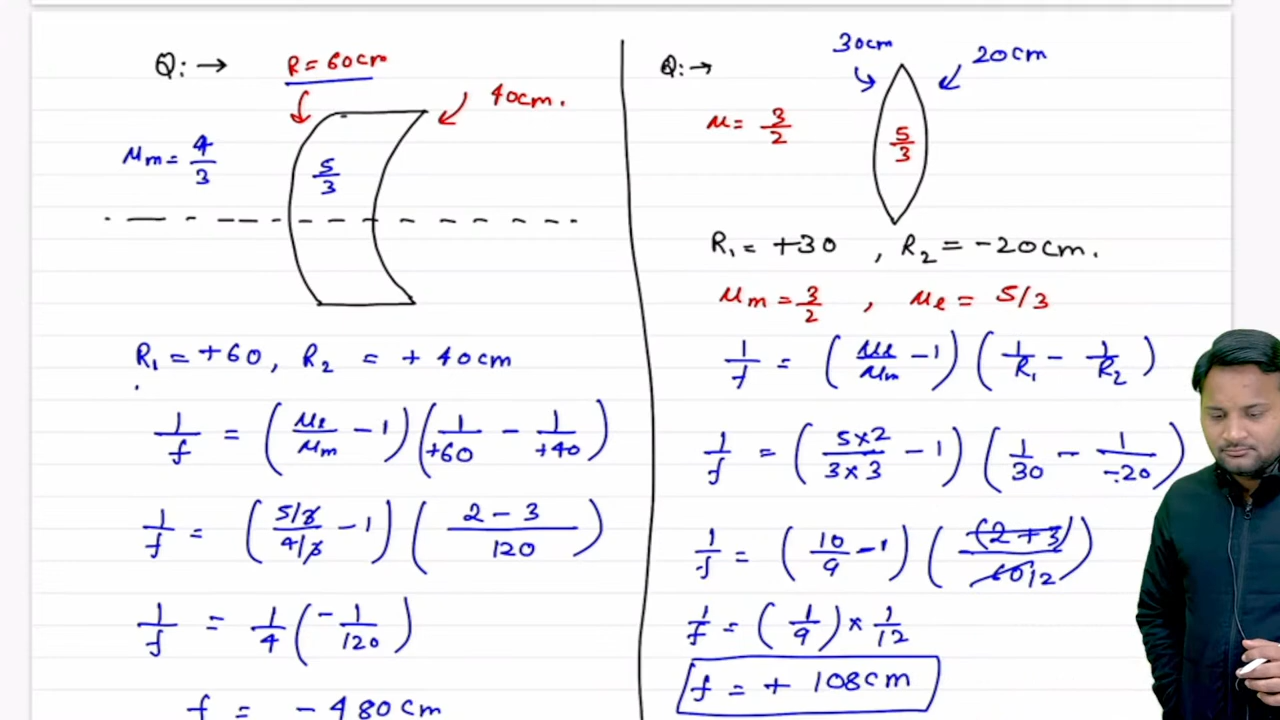 Q: → R = 60cm
40cm.
μm = 4/3
5/3
R₁ = +60, R₂ = + 40cm
1/f = (μℓ/μm - 1)(1/+60 - 1/+40)
1/f = (5/3/4/3 - 1)(2 - 3/120)
1/f = 1/4(-1/120)
f = - 480cm
Q: → 30cm 20cm
μ = 3/2
5/3
R₁ = +30, R₂ = -20cm.
μm = 3/2, μℓ = 5/3
1/f = (μℓ/μm - 1)(1/R₁ - 1/R₂)
1/f = (5×2/3×3 - 1)(1/30 - 1/-20)
1/f = (10/9 - 1)((2+3)/60 12)
1/f = (1/9) × 1/12
f = + 108cm